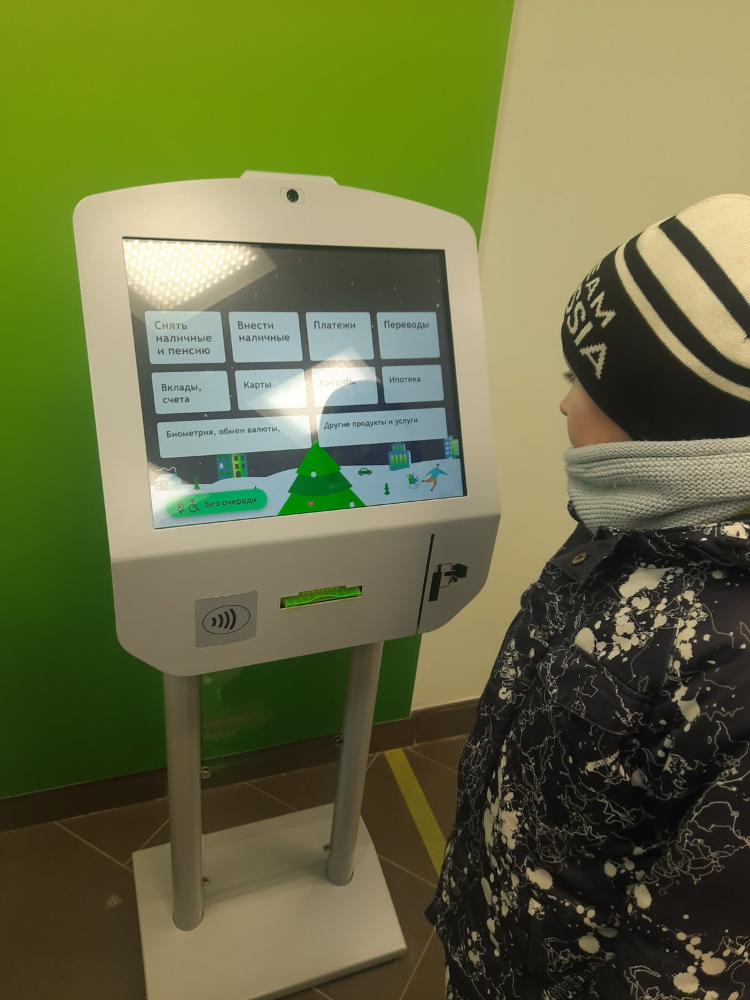 Снять
наличные
и пенсию
Внести
наличные
Платежи
Переводы
Вклады,
счета
Карты
Кредиты
Ипотека
Биометрия, обмен валюты,
Другие продукты и услуги
Без очереди
EAM
SSIA